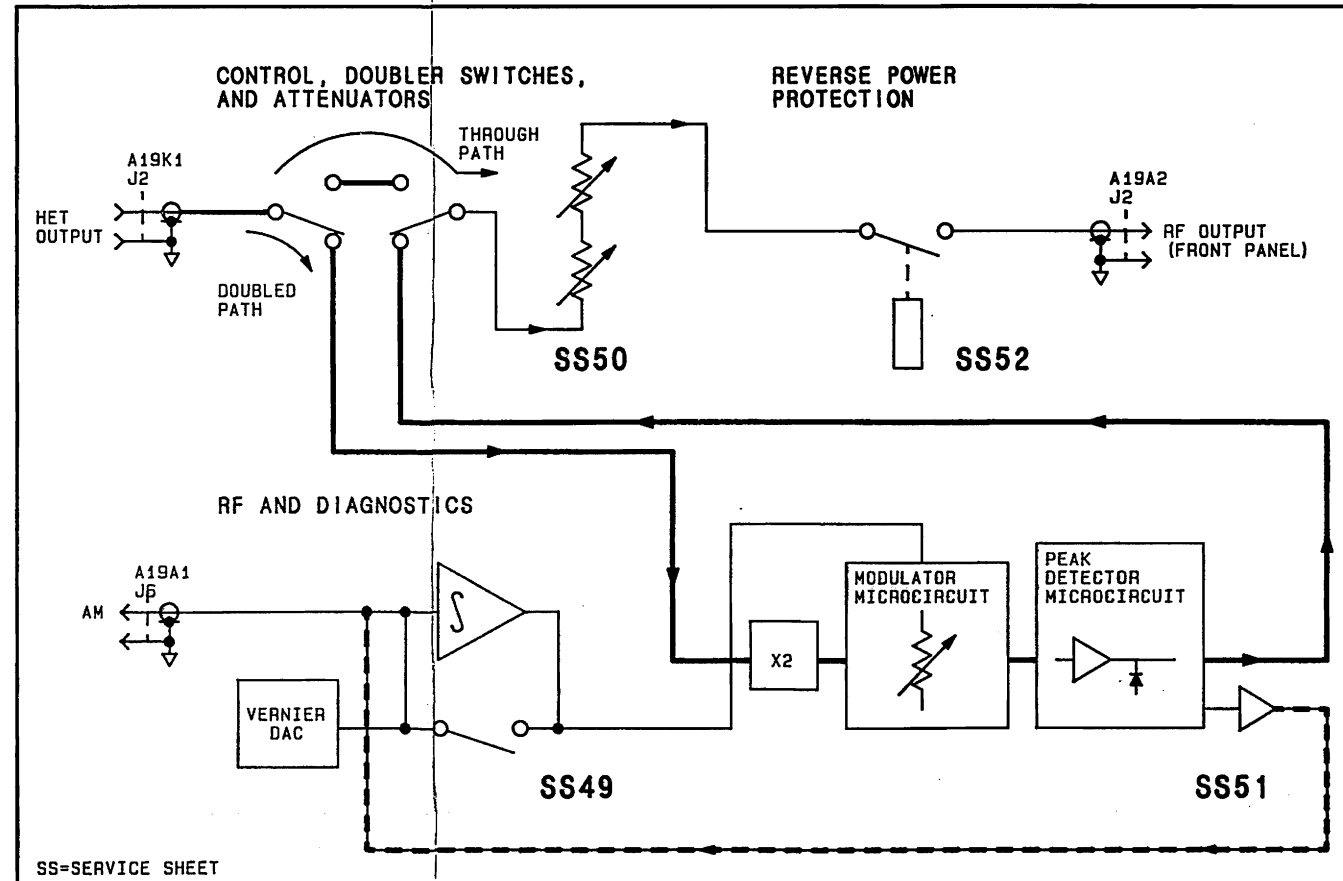 CONTROL, DOUBLER SWITCHES,
AND ATTENUATORS
REVERSE POWER
PROTECTION
THROUGH
PATH
A19K1
J2
HET
OUTPUT
DOUBLED
PATH
A19A2
J2
RF OUTPUT
(FRONT PANEL)
SS50
SS52
RF AND DIAGNOSTICS
A19A1
J6
AM
VERNIER
DAC
X2
MODULATOR
MICROCIRCUIT
PEAK
DETECTOR
MICROCIRCUIT
SS49
SS51
SS=SERVICE SHEET